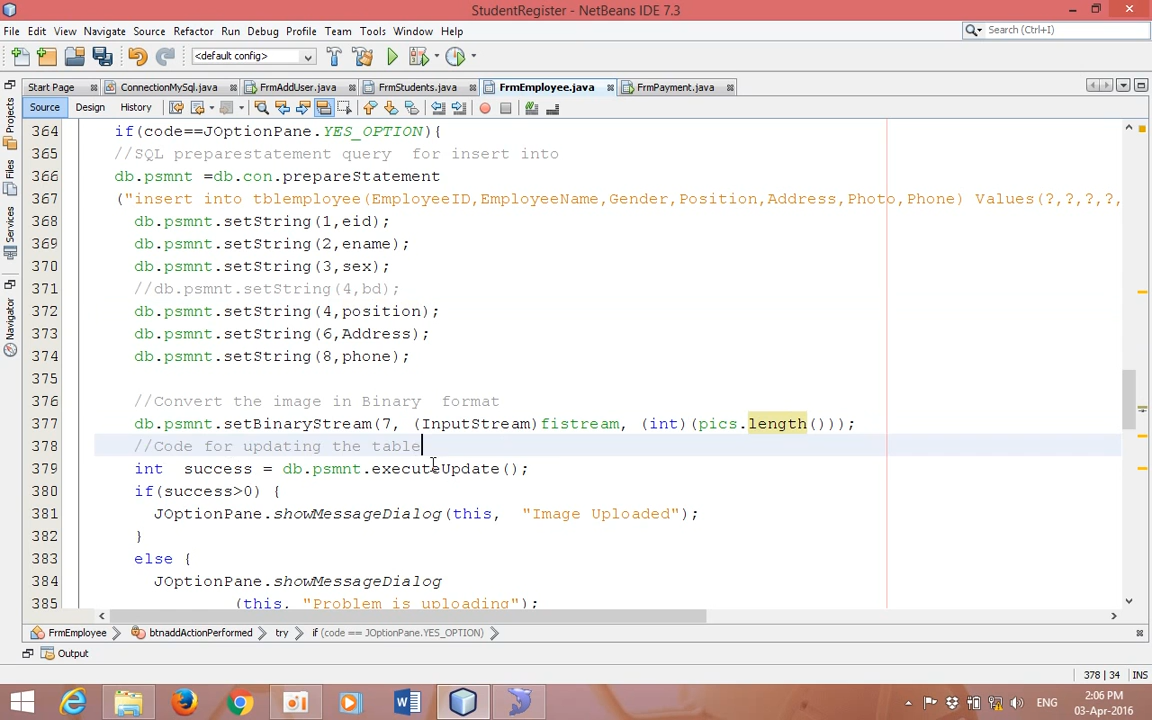 StudentRegister - NetBeans IDE 7.3
File Edit View Navigate Source Refactor Run Debug Profile Team Tools Window Help
Search (Ctrl+I)
<default config>
Start Page ConnectionMySql.java FrmAddUser.java FrmStudents.java FrmEmployee.java FrmPayment.java
Source Design History
Projects
Files
Services
Navigator
364 if(code==JOptionPane.YES_OPTION){
365 //SQL preparestatement query for insert into
366 db.psmnt =db.con.prepareStatement
367 ("insert into tblemployee(EmployeeID,EmployeeName,Gender,Position,Address,Photo,Phone) Values(?,?,?,?,
368 db.psmnt.setString(1,eid);
369 db.psmnt.setString(2,ename);
370 db.psmnt.setString(3,sex);
371 //db.psmnt.setString(4,bd);
372 db.psmnt.setString(4,position);
373 db.psmnt.setString(6,Address);
374 db.psmnt.setString(8,phone);
375
376 //Convert the image in Binary format
377 db.psmnt.setBinaryStream(7, (InputStream)fistream, (int)(pics.length()));
378 //Code for updating the table
379 int success = db.psmnt.executeUpdate();
380 if(success>0) {
381 JOptionPane.showMessageDialog(this, "Image Uploaded");
382 }
383 else {
384 JOptionPane.showMessageDialog
385 (this, "Problem is uploading");
FrmEmployee btnaddActionPerformed try if (code == JOptionPane.YES_OPTION)
Output
378 | 34 INS
ENG
2:06 PM
03-Apr-2016